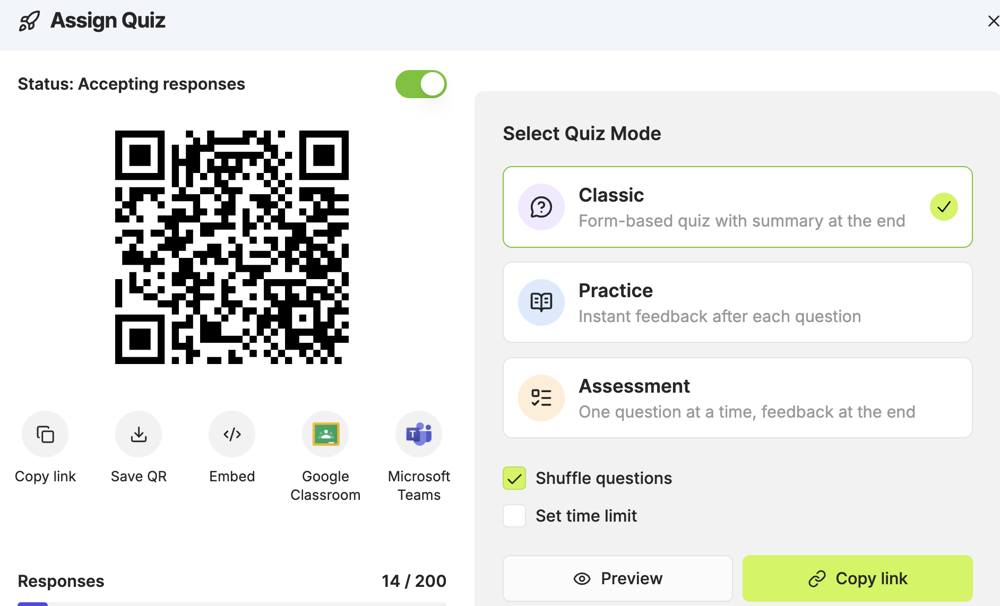 Assign Quiz
Status: Accepting responses
Copy link
Save QR
Embed
Google
Classroom
Microsoft
Teams
Responses
14 / 200
Select Quiz Mode
Classic
Form-based quiz with summary at the end
Practice
Instant feedback after each question
Assessment
One question at a time, feedback at the end
Shuffle questions
Set time limit
Preview
Copy link